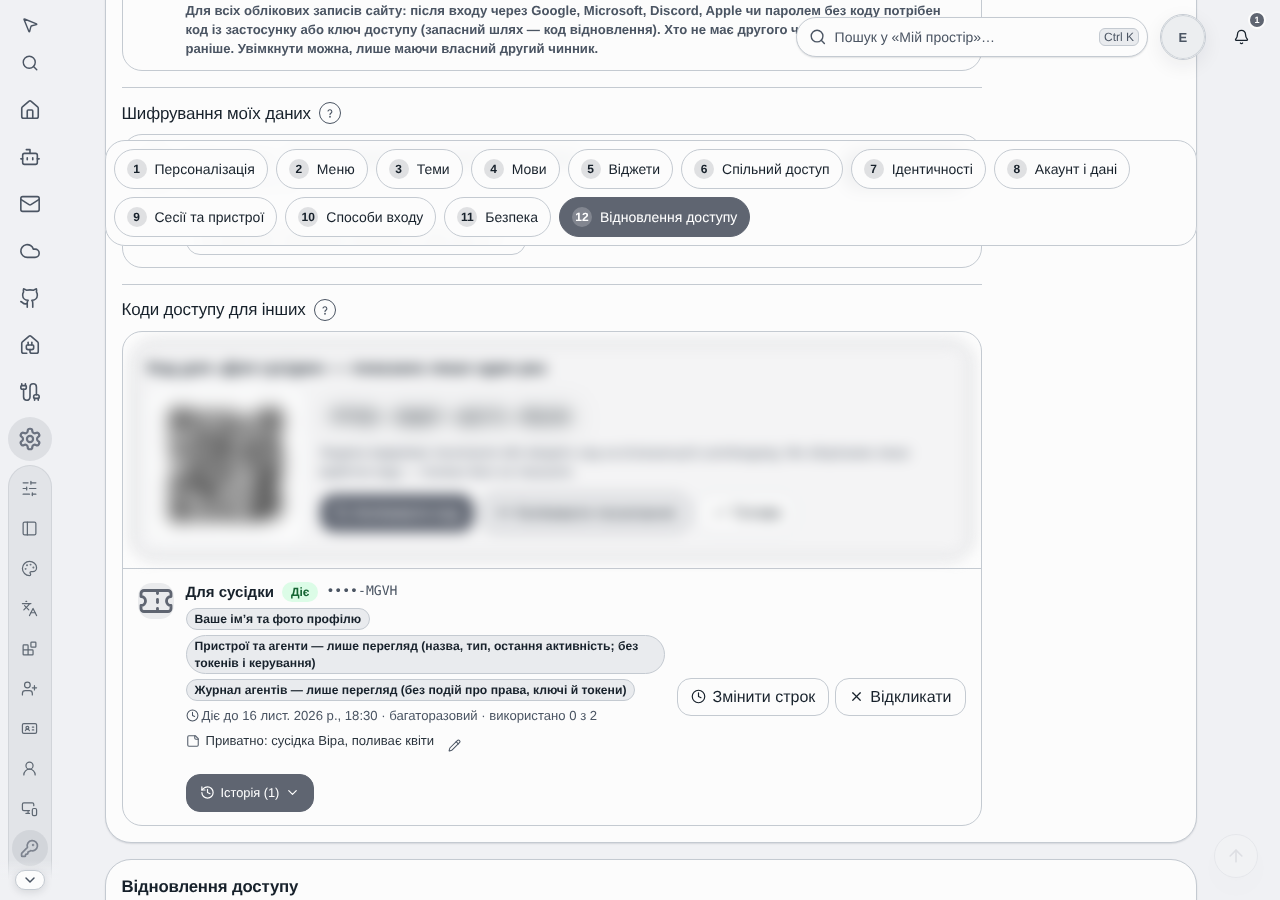 Для всіх облікових записів сайту: після входу через Google, Microsoft, Discord, Apple чи паролем без коду потрібен
код із застосунку або ключ доступу (запасний шлях — код відновлення). Хто не має другого
раніше. Увімкнути можна, лише маючи власний другий чинник.
Пошук у «Мій простір»…
Ctrl K
E
1
Шифрування моїх даних ?
1 Персоналізація
2 Меню
3 Теми
4 Мови
5 Віджети
6 Спільний доступ
7 Ідентичності
8 Акаунт і дані
9 Сесії та пристрої
10 Способи входу
11 Безпека
12 Відновлення доступу
Коди доступу для інших ?
Для сусідки Діє ••••-MGVH
Ваше ім’я та фото профілю
Пристрої та агенти — лише перегляд (назва, тип, остання активність; без
токенів і керування)
Журнал агентів — лише перегляд (без подій про права, ключі й токени)
Змінити строк
Відкликати
Діє до 16 лист. 2026 р., 18:30 · багаторазовий · використано 0 з 2
Приватно: сусідка Віра, поливає квіти
Історія (1)
Відновлення доступу